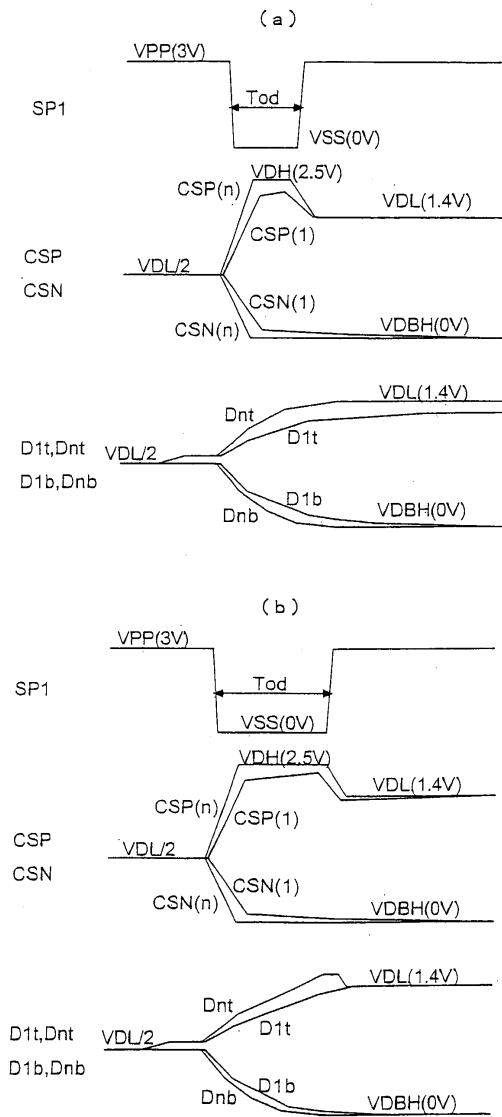 (a)
VPP(3V)
SP1
Tod
VSS(0V)
VDH(2.5V)
CSP(n)
VDL(1.4V)
CSP(1)
CSP
CSN
VDL/2
CSN(1)
CSN(n)
VDBH(0V)
VDL(1.4V)
Dnt
D1t
D1t,Dnt
D1b,Dnb
VDL/2
D1b
Dnb
VDBH(0V)
(b)
VPP(3V)
SP1
Tod
VSS(0V)
VDH(2.5V)
VDL(1.4V)
CSP(n)
CSP(1)
CSP
CSN
VDL/2
CSN(1)
CSN(n)
VDBH(0V)
VDL(1.4V)
Dnt
D1t
D1t,Dnt
D1b,Dnb
VDL/2
D1b
Dnb
VDBH(0V)